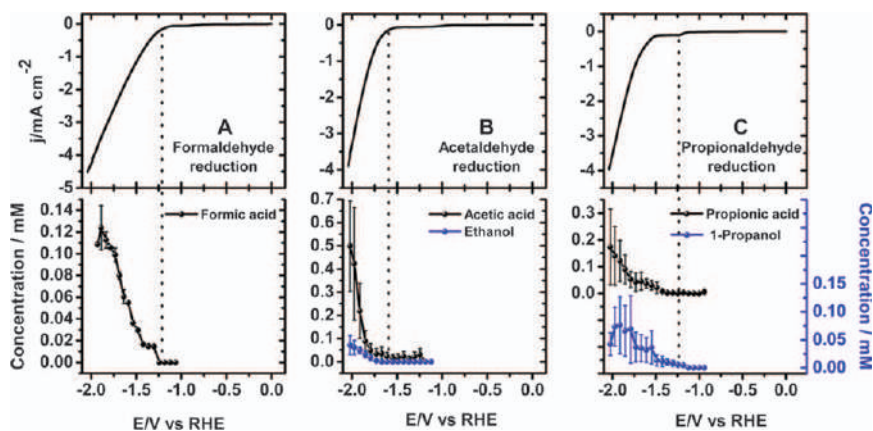 j/mA cm-2
0
-1
-2
-3
-4
-5
A
Formaldehyde
reduction
0
-1
-2
-3
-4
-5
B
Acetaldehyde
reduction
0
-1
-2
-3
-4
-5
C
Propionaldehyde
reduction
Concentration / mM
0.14
0.12
0.10
0.08
0.06
0.04
0.02
0.00
Formic acid
-2.0 -1.5 -1.0 -0.5 0.0
E/V vs RHE
0.7
0.6
0.5
0.4
0.3
0.2
0.1
0.0
Acetic acid
Ethanol
-2.0 -1.5 -1.0 -0.5 0.0
E/V vs RHE
0.3
0.2
0.1
0.0
Propionic acid
1-Propanol
0.15
0.10
0.05
0.00
Concentration / mM
-2.0 -1.5 -1.0 -0.5 0.0
E/V vs RHE